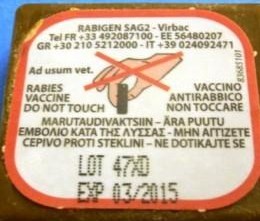 RABIGEN SAG2 - Virbac
Tel FR +33 492087100 - EE 56480207
GR +30 210 5212000 - IT +39 024092471
Ad usum vet.
RABIES
VACCINE
DO NOT TOUCH
VACCINO
ANTIRABBICO
NON TOCCARE
83685101
MARUTAUDIVAKTSIIN – ÄRA PUUTU
ΕΜΒΟΛΙΟ ΚΑΤΑ ΤΗΣ ΛΥΣΣΑΣ - ΜΗΝ ΑΓΓΙΖΕΤΕ
CEPIVO PROTI STEKLINI – NE DOTIKAJTE SE
LOT 47XD
EXP 03/2015